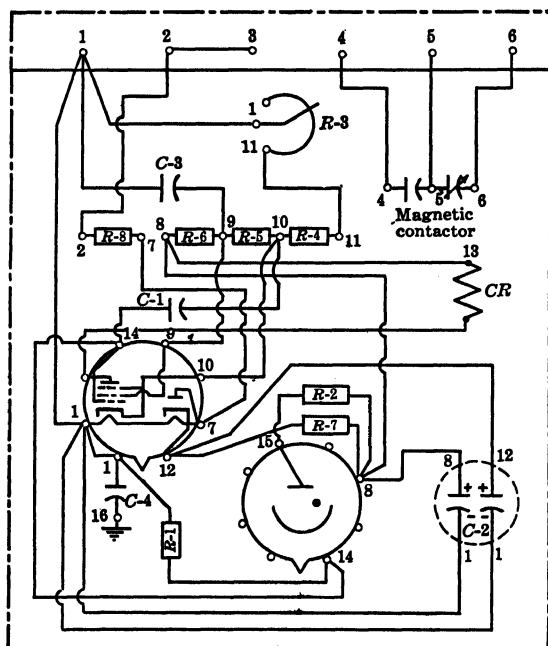 1 2 3 4 5 6
1 R-3
11
C-3
4 5 6
Magnetic
contactor
2 R-8 7 8 R-6 9 R-5 10 R-4 11
13
CR
C-1
14 9
10
1 7
12
1
C-4
16
R-1
R-2
R-7
15
8
14
8 12
+ +
- -
C-2
1 1